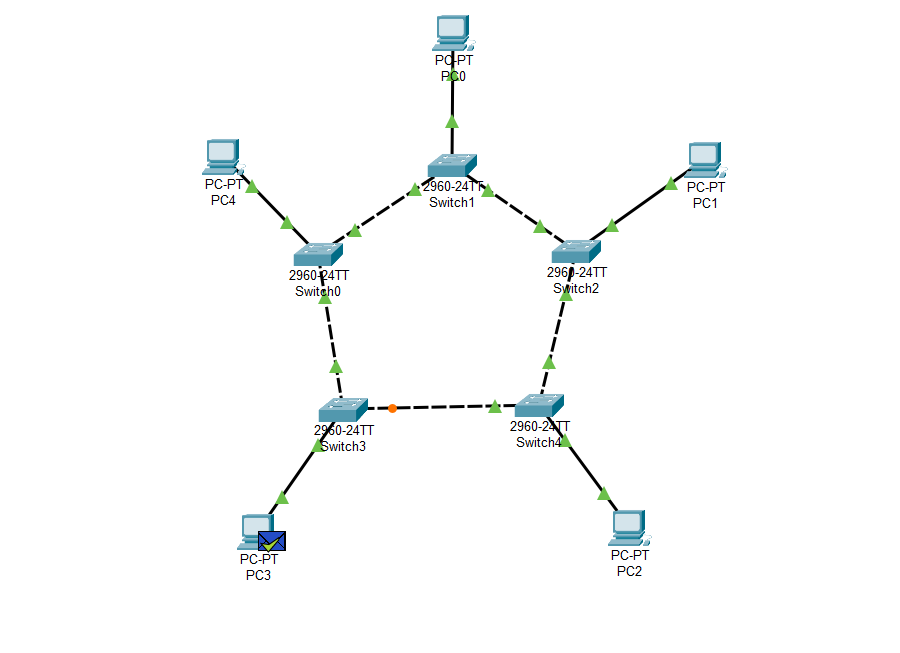 PC-PT
PC0
PC-PT
PC4
2960-24TT
Switch1
PC-PT
PC1
2960-24TT
Switch0
2960-24TT
Switch2
2960-24TT
Switch3
2960-24TT
Switch4
PC-PT
PC3
PC-PT
PC2